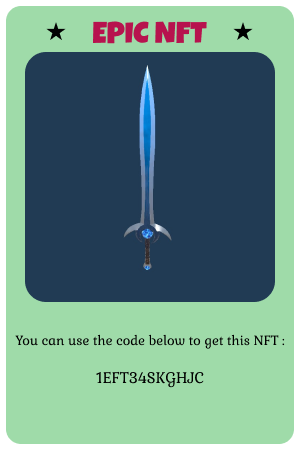 ★ EPIC NFT ★
You can use the code below to get this NFT :
1EFT34SKGHJC